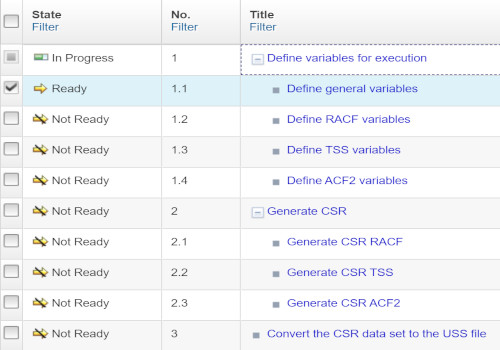 State No. Title
Filter Filter Filter
In Progress 1 Define variables for execution
Ready 1.1 Define general variables
Not Ready 1.2 Define RACF variables
Not Ready 1.3 Define TSS variables
Not Ready 1.4 Define ACF2 variables
Not Ready 2 Generate CSR
Not Ready 2.1 Generate CSR RACF
Not Ready 2.2 Generate CSR TSS
Not Ready 2.3 Generate CSR ACF2
Not Ready 3 Convert the CSR data set to the USS file